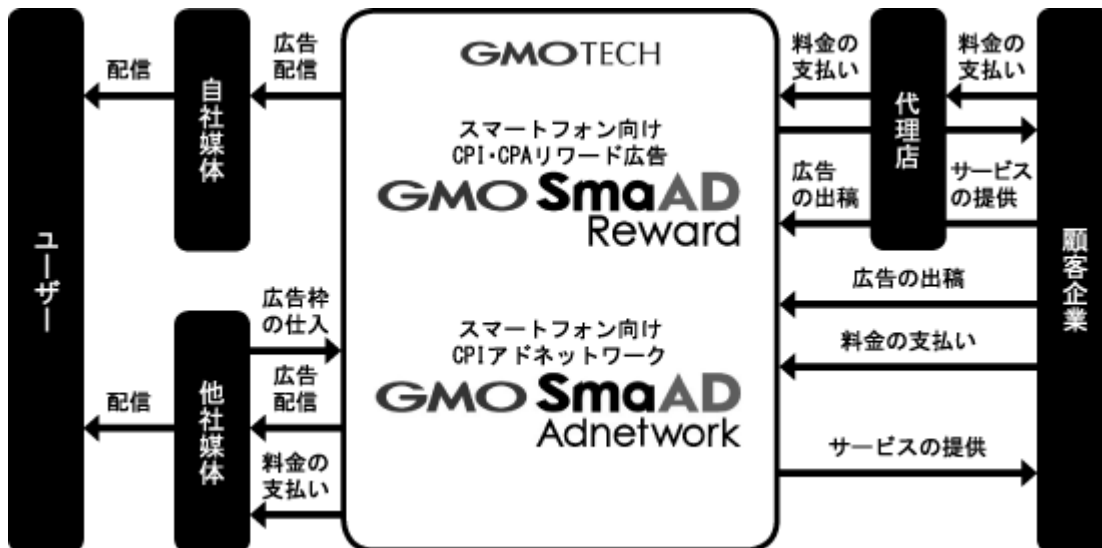 ユーザー
配信
自社媒体
広告
配信
配信
他社媒体
広告枠
の仕入
広告
配信
料金の
支払い
GMOTECH
スマートフォン向け
CPI・CPAリワード広告
GMO SmaAD
Reward
スマートフォン向け
CPIアドネットワーク
GMO SmaAD
Adnetwork
料金の
支払い
広告
の出稿
代理店
料金の
支払い
サービス
の提供
広告の出稿
料金の支払い
サービスの提供
顧客企業